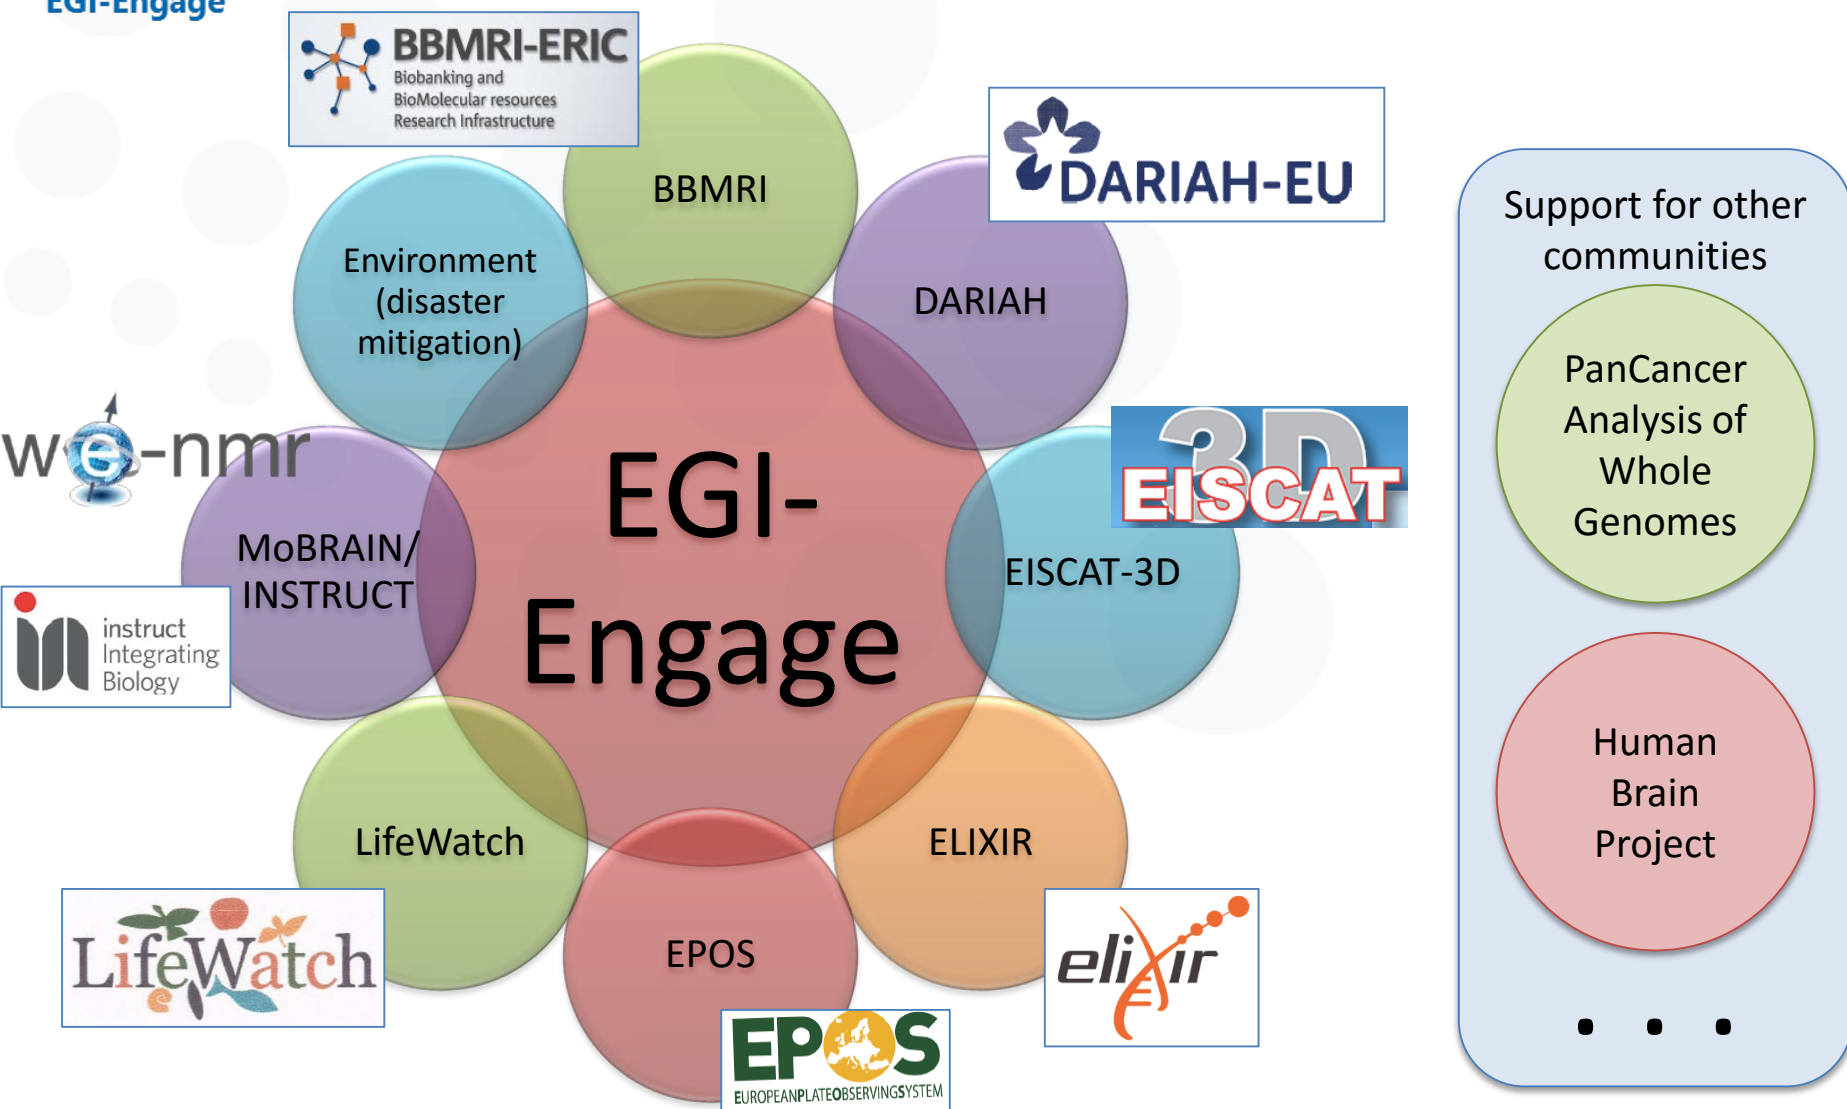 EGI-Engage
BBMRI-ERIC
Biobanking and
BioMolecular resources
Research Infrastructure
BBMRI
DARIAH-EU
DARIAH
Environment
(disaster
mitigation)
we-nmr
MoBRAIN/
INSTRUCT
instruct
Integrating
Biology
EGI-
Engage
3D
EISCAT
EISCAT-3D
LifeWatch
LifeWatch
EPOS
EPOS
EUROPEANPLATEOBSERVINGSYSTEM
ELIXIR
elixir
Support for other
communities
PanCancer
Analysis of
Whole
Genomes
Human
Brain
Project
. . .